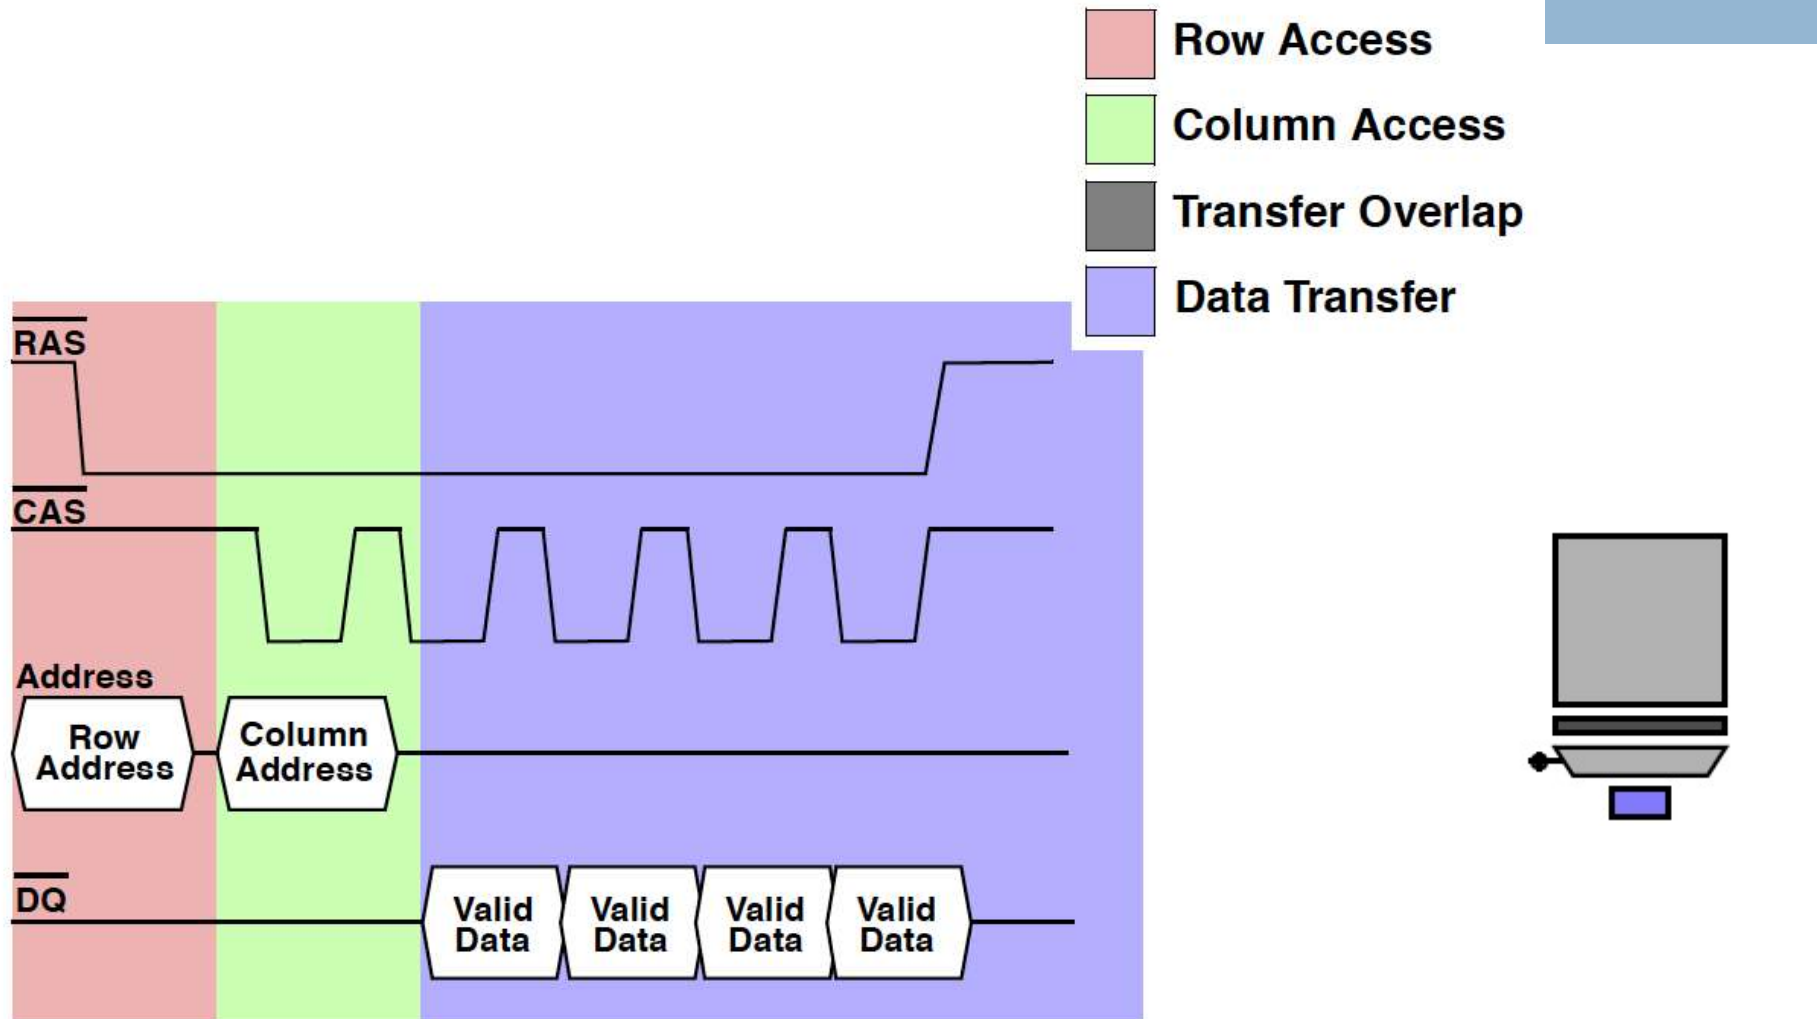 Row Access
Column Access
Transfer Overlap
Data Transfer
RAS
CAS
Address
Row
Address
Column
Address
DQ
Valid
Data
Valid
Data
Valid
Data
Valid
Data